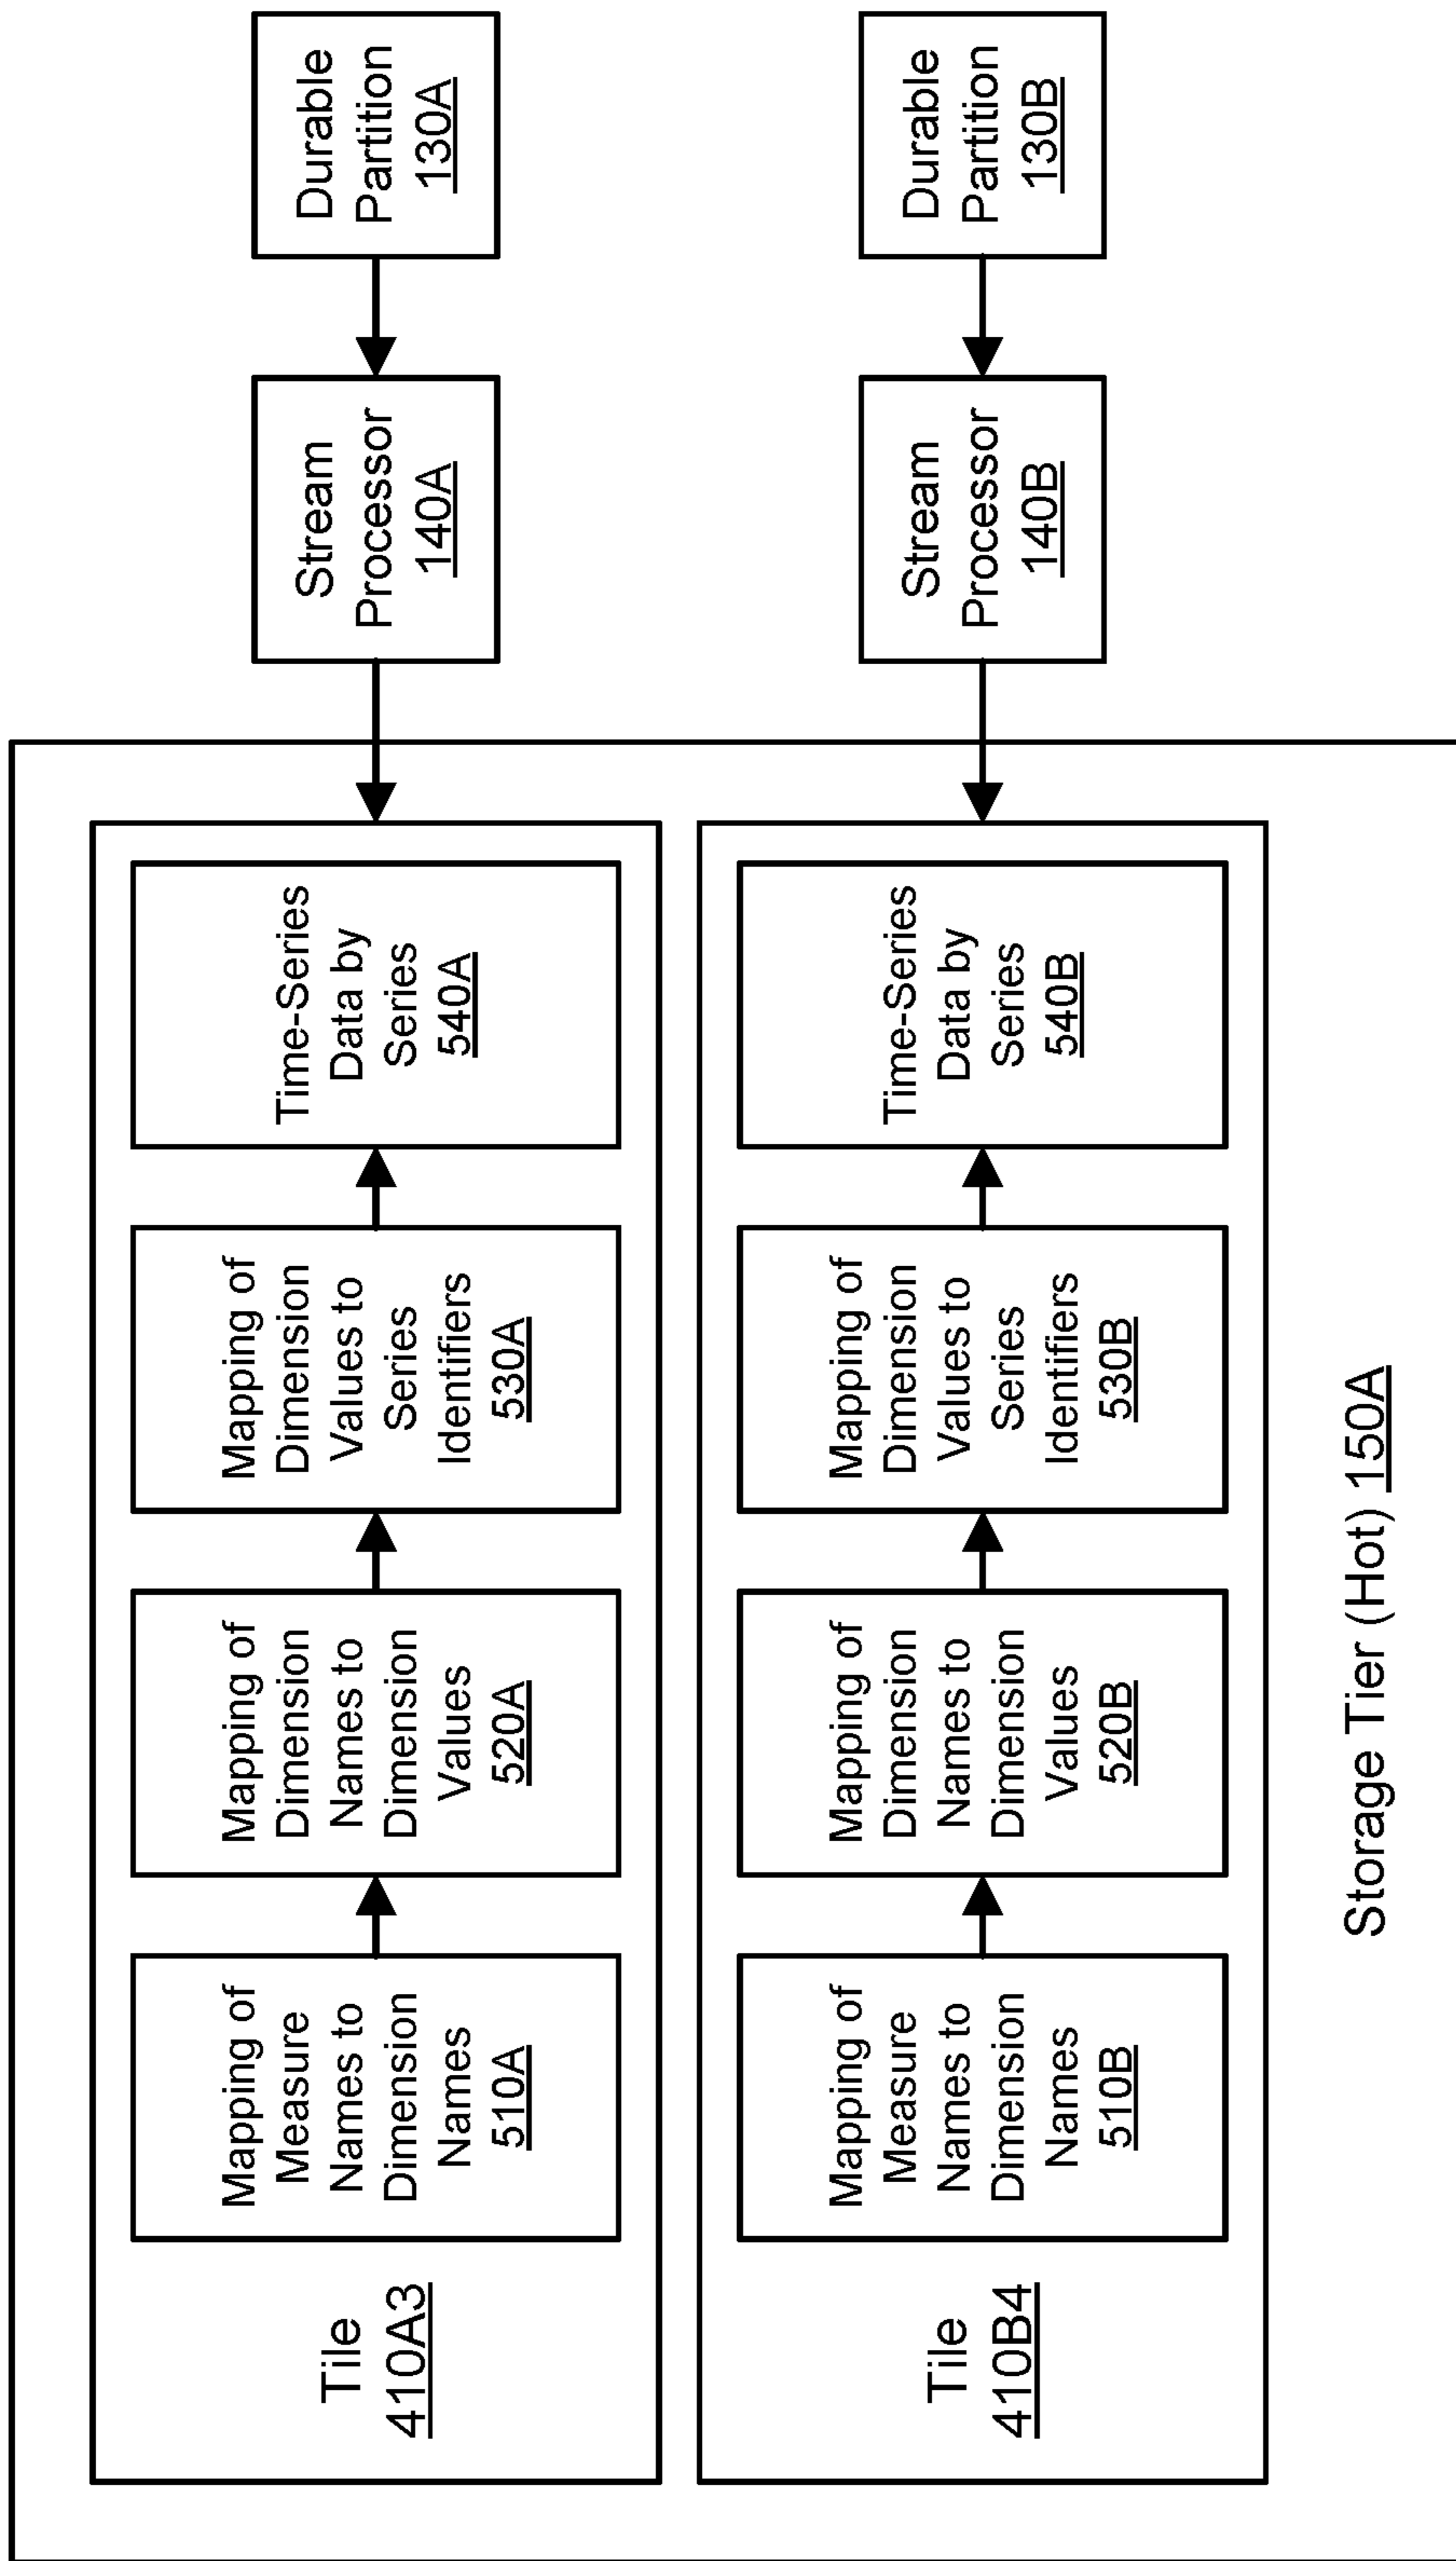 Tile
410A3
Mapping of
Measure
Names to
Dimension
Names
510A
Mapping of
Dimension
Names to
Dimension
Values
520A
Mapping of
Dimension
Values to
Series
Identifiers
530A
Time-Series
Data by
Series
540A
Stream
Processor
140A
Durable
Partition
130A
Tile
410B4
Mapping of
Measure
Names to
Dimension
Names
510B
Mapping of
Dimension
Names to
Dimension
Values
520B
Mapping of
Dimension
Values to
Series
Identifiers
530B
Time-Series
Data by
Series
540B
Stream
Processor
140B
Durable
Partition
130B
Storage Tier (Hot) 150A